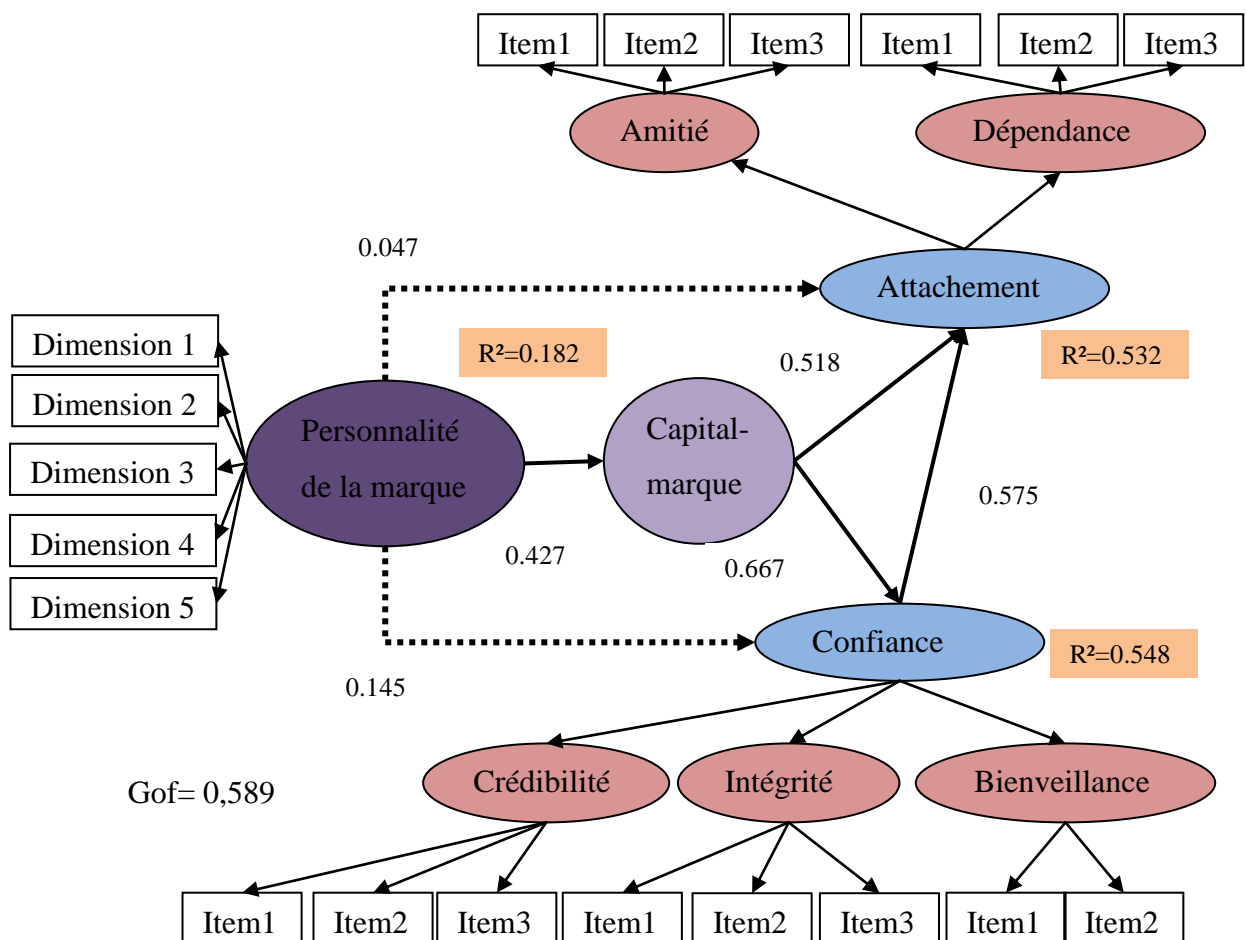 Item1
Item2
Item3
Item1
Item2
Item3
Amitié
Dépendance
0.047
Attachement
Dimension 1
Dimension 2
Dimension 3
Dimension 4
Dimension 5
R²=0.182
0.518
R²=0.532
Personnalité
de la marque
Capital-
marque
0.575
0.427
0.667
Confiance
R²=0.548
0.145
Crédibilité
Intégrité
Bienveillance
Gof= 0,589
Item1
Item2
Item3
Item1
Item2
Item3
Item1
Item2